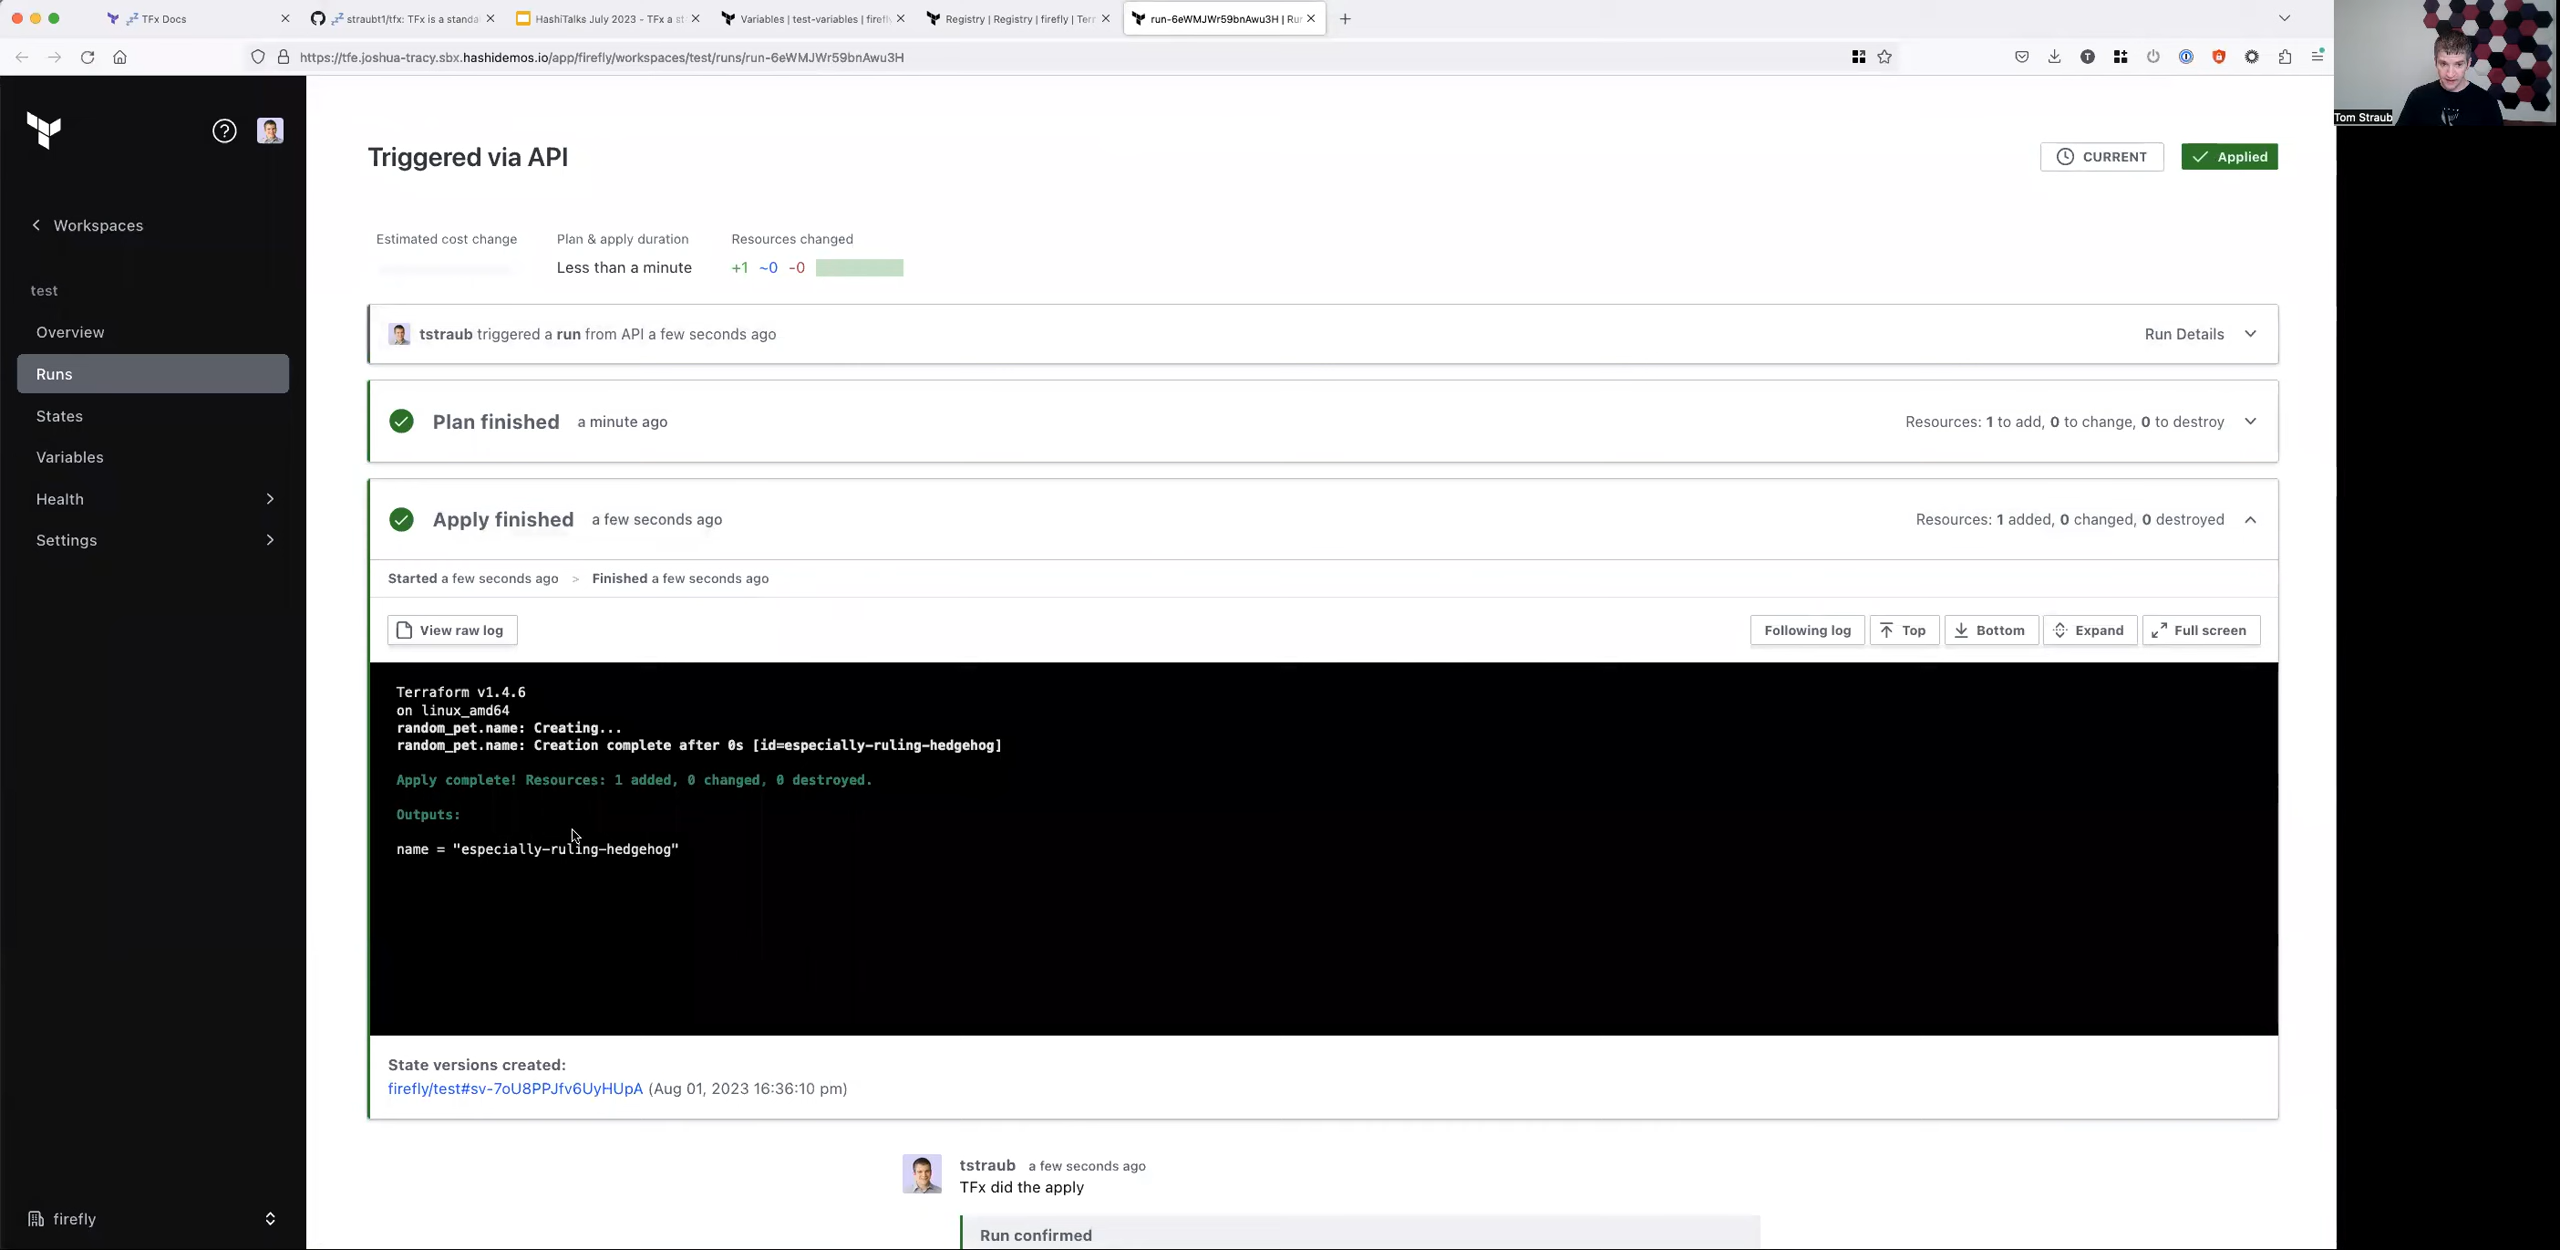 TFx Docs
straubt1/tfx: TFx is a standa
HashiTalks July 2023 - TFx a st
Variables | test-variables | firefl
Registry | Registry | firefly | Terr
run-6eWMJWr59bnAwu3H | Ru
https://tfe.joshua-tracy.sbx.hashidemos.io/app/firefly/workspaces/test/runs/run-6eWMJWr59bnAwu3H
Tom Straub
Workspaces
test
Overview
Runs
States
Variables
Health
Settings
firefly
Triggered via API
CURRENT
Applied
Estimated cost change
Plan & apply duration
Resources changed
Less than a minute
+1 ~0 -0
tstraub triggered a run from API a few seconds ago
Run Details
Plan finished a minute ago
Resources: 1 to add, 0 to change, 0 to destroy
Apply finished a few seconds ago
Resources: 1 added, 0 changed, 0 destroyed
Started a few seconds ago > Finished a few seconds ago
View raw log
Following log
Top
Bottom
Expand
Full screen
Terraform v1.4.6
on linux_amd64
random_pet.name: Creating...
random_pet.name: Creation complete after 0s [id=especially-ruling-hedgehog]
Apply complete! Resources: 1 added, 0 changed, 0 destroyed.
Outputs:
name = "especially-ruling-hedgehog"
State versions created:
firefly/test#sv-7oU8PPJfv6UyHUpA (Aug 01, 2023 16:36:10 pm)
tstraub a few seconds ago
TFx did the apply
Run confirmed